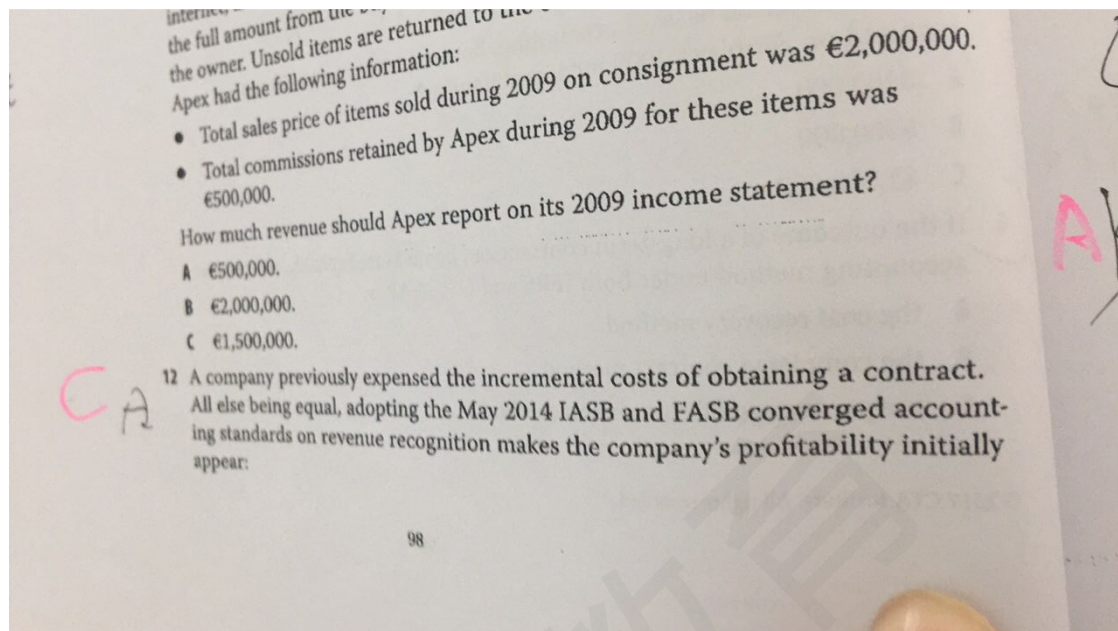 the full amount from the
the owner. Unsold items are returned to the
Apex had the following information:
• Total sales price of items sold during 2009 on consignment was €2,000,000.
• Total commissions retained by Apex during 2009 for these items was
€500,000.
How much revenue should Apex report on its 2009 income statement?
A €500,000.
B €2,000,000.
C €1,500,000.
A
C A
12 A company previously expensed the incremental costs of obtaining a contract.
All else being equal, adopting the May 2014 IASB and FASB converged account-
ing standards on revenue recognition makes the company's profitability initially
appear:
98